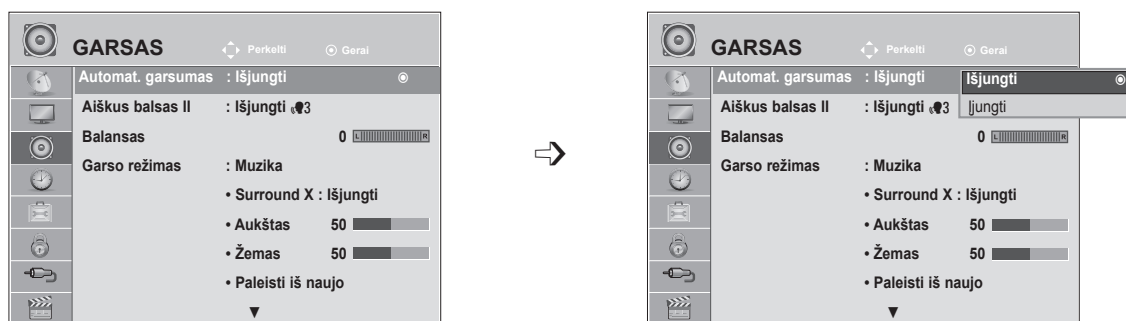 GARSAS Perkelti Gerai
Automat. garsumas : Išjungti
Aiškus balsas II : Išjungti 3
Balansas 0 L R
Garso režimas : Muzika
• Surround X : Išjungti
• Aukštas 50
• Žemas 50
• Paleisti iš naujo
▼
GARSAS Perkelti Gerai
Automat. garsumas : Išjungti
Išjungti
Aiškus balsas II : Išjungti 3
Įjungti
Balansas 0 L R
Garso režimas : Muzika
• Surround X : Išjungti
• Aukštas 50
• Žemas 50
• Paleisti iš naujo
▼